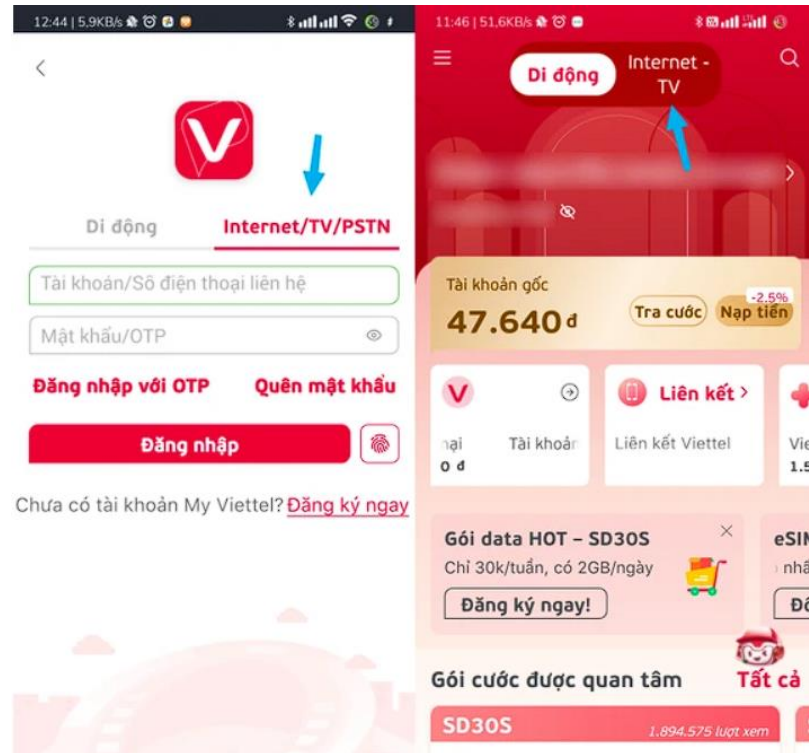 12:44 | 5,9KB/s
Di động
Internet/TV/PSTN
Tài khoản/Số điện thoại liên hệ
Mật khẩu/OTP
Đăng nhập với OTP
Quên mật khẩu
Đăng nhập
Chưa có tài khoản My Viettel? Đăng ký ngay
11:46 | 51,6KB/s
Di động
Internet -
TV
Tài khoản gốc
47.640đ
Tra cước
-2.5%
Nạp tiền
Liên kết >
Tài khoản
Liên kết Viettel
0 đ
Gói data HOT – SD30S
Chỉ 30k/tuần, có 2GB/ngày
Đăng ký ngay!
eSIM
Gói cước được quan tâm
Tất cả
SD30S
1.894.575 lượt xem